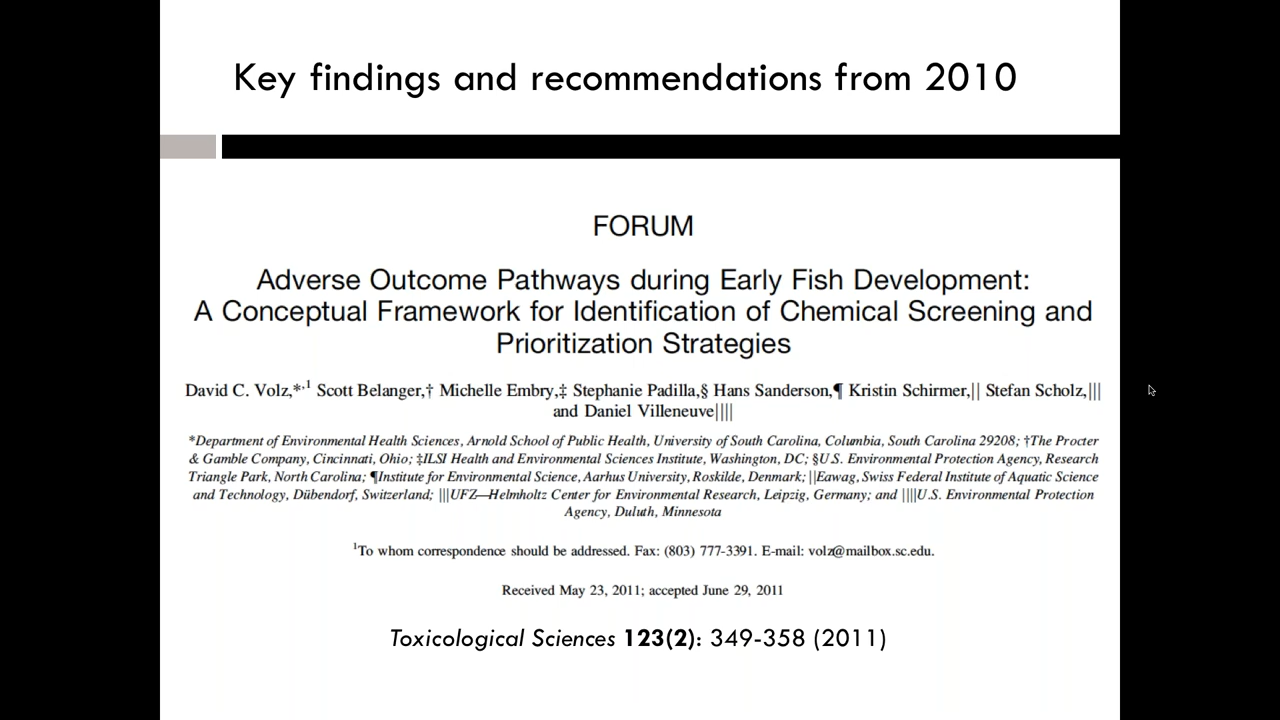 Key findings and recommendations from 2010
FORUM
Adverse Outcome Pathways during Early Fish Development:
A Conceptual Framework for Identification of Chemical Screening and
Prioritization Strategies
David C. Volz,*,1 Scott Belanger,† Michelle Embry,‡ Stephanie Padilla,§ Hans Sanderson,¶ Kristin Schirmer,|| Stefan Scholz,|||
and Daniel Villeneuve||||
*Department of Environmental Health Sciences, Arnold School of Public Health, University of South Carolina, Columbia, South Carolina 29208; †The Procter
& Gamble Company, Cincinnati, Ohio; ‡ILSI Health and Environmental Sciences Institute, Washington, DC; §U.S. Environmental Protection Agency, Research
Triangle Park, North Carolina; ¶Institute for Environmental Science, Aarhus University, Roskilde, Denmark; ||Eawag, Swiss Federal Institute of Aquatic Science
and Technology, Dübendorf, Switzerland; |||UFZ—Helmholtz Center for Environmental Research, Leipzig, Germany; and ||||U.S. Environmental Protection
Agency, Duluth, Minnesota
1To whom correspondence should be addressed. Fax: (803) 777-3391. E-mail: volz@mailbox.sc.edu.
Received May 23, 2011; accepted June 29, 2011
Toxicological Sciences 123(2): 349-358 (2011)